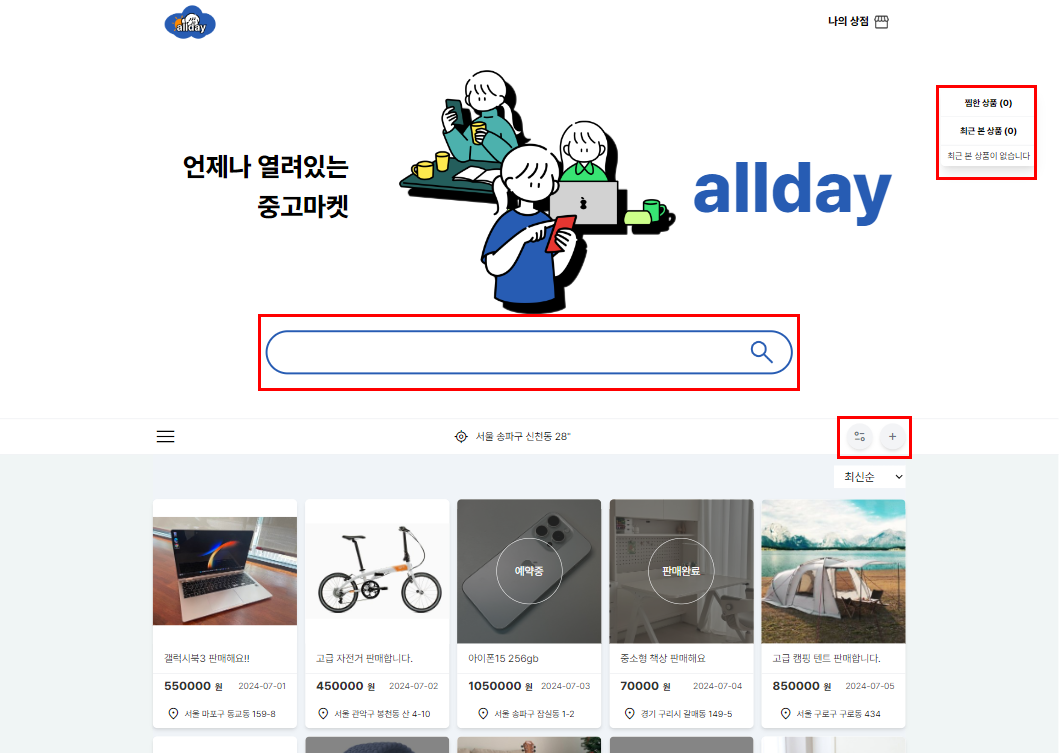 allday
나의 상점
찜한 상품 (0)
최근 본 상품 (0)
최근 본 상품이 없습니다
언제나 열려있는
중고마켓
allday
서울 송파구 신천동 28"
최신순
예약중
판매완료
갤럭시북3 판매해요!!
550000 원 2024-07-01
서울 마포구 동교동 159-8
고급 자전거 판매합니다.
450000 원 2024-07-02
서울 관악구 봉천동 산 4-10
아이폰15 256gb
1050000 원 2024-07-03
서울 송파구 잠실동 1-2
중소형 책상 판매해요
70000 원 2024-07-04
경기 구리시 갈매동 149-5
고급 캠핑 텐트 판매합니다.
850000 원 2024-07-05
서울 구로구 구로동 434